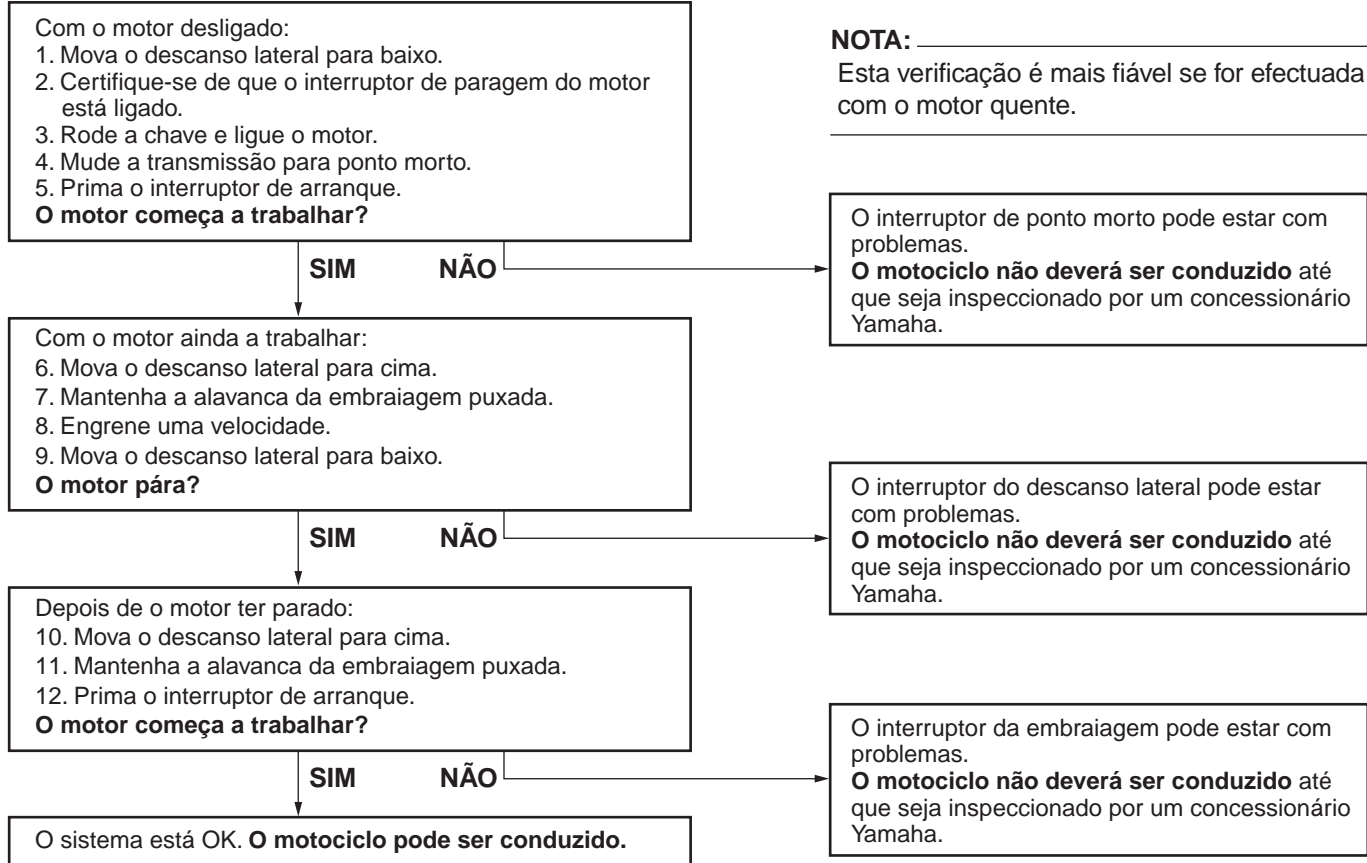 Com o motor desligado:
1. Mova o descanso lateral para baixo.
2. Certifique-se de que o interruptor de paragem do motor
está ligado.
3. Rode a chave e ligue o motor.
4. Mude a transmissão para ponto morto.
5. Prima o interruptor de arranque.
O motor começa a trabalhar?
NOTA:
Esta verificação é mais fiável se for efectuada
com o motor quente.
SIM NÃO
O interruptor de ponto morto pode estar com
problemas.
O motociclo não deverá ser conduzido até
que seja inspeccionado por um concessionário
Yamaha.
Com o motor ainda a trabalhar:
6. Mova o descanso lateral para cima.
7. Mantenha a alavanca da embraiagem puxada.
8. Engrene uma velocidade.
9. Mova o descanso lateral para baixo.
O motor pára?
SIM NÃO
O interruptor do descanso lateral pode estar
com problemas.
O motociclo não deverá ser conduzido até
que seja inspeccionado por um concessionário
Yamaha.
Depois de o motor ter parado:
10. Mova o descanso lateral para cima.
11. Mantenha a alavanca da embraiagem puxada.
12. Prima o interruptor de arranque.
O motor começa a trabalhar?
SIM NÃO
O interruptor da embraiagem pode estar com
problemas.
O motociclo não deverá ser conduzido até
que seja inspeccionado por um concessionário
Yamaha.
O sistema está OK. O motociclo pode ser conduzido.